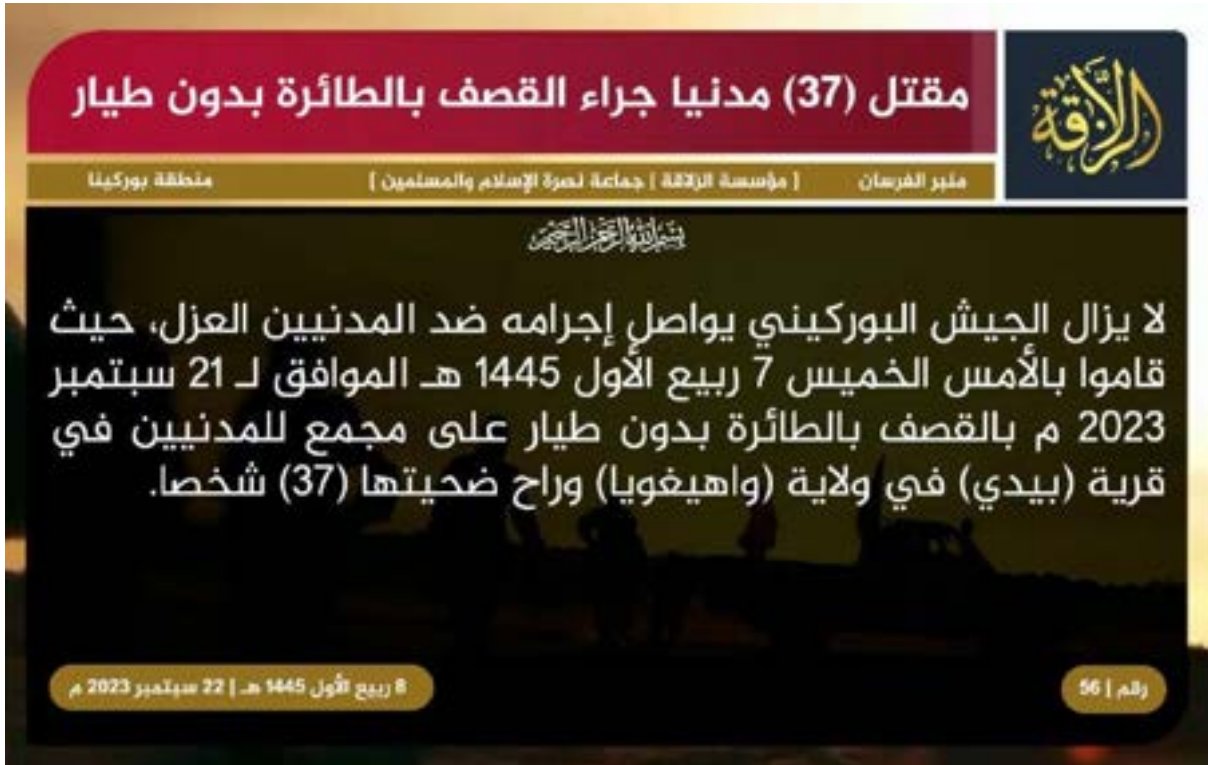 الزلاقة
مقتل (37) مدنيا جراء القصف بالطائرة بدون طيار
منبر الفرسان [ مؤسسة الزلاقة | جماعة نصرة الإسلام والمسلمين ] منطقة بوركينا
بسم الله الرحمن الرحيم
لا يزال الجيش البوركيني يواصل إجرامه ضد المدنيين العزل، حيث
قاموا بالأمس الخميس 7 ربيع الأول 1445 هـ الموافق لـ 21 سبتمبر
2023 م بالقصف بالطائرة بدون طيار على مجمع للمدنيين في
قرية (بيدي) في ولاية (واهيغويا) وراح ضحيتها (37) شخصا.
رقم | 56
8 ربيع الأول 1445 هـ | 22 سبتمبر 2023 م